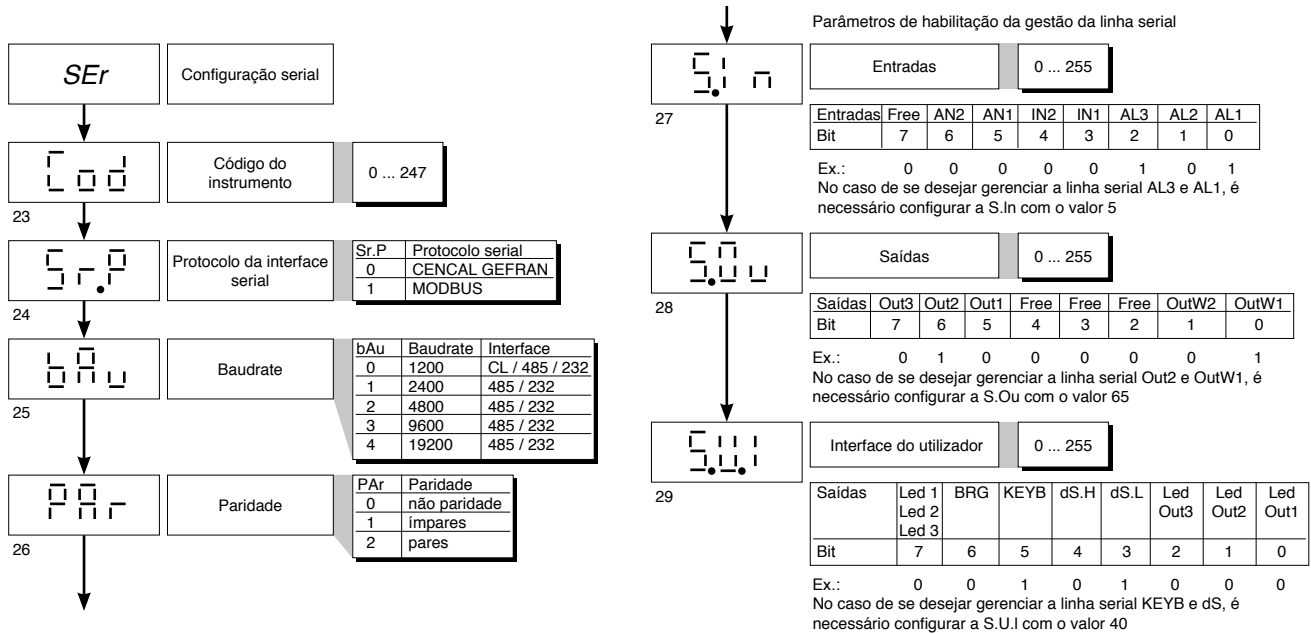 SEr
Configuração serial
Cod
Código do
instrumento
0 ... 247
23
Sr.P
Protocolo da interface
serial
Sr.P Protocolo serial
0 CENCAL GEFRAN
1 MODBUS
24
bAu
Baudrate
bAu Baudrate Interface
0 1200 CL / 485 / 232
1 2400 485 / 232
2 4800 485 / 232
3 9600 485 / 232
4 19200 485 / 232
25
PAr
Paridade
PAr Paridade
0 não paridade
1 ímpares
2 pares
26
Parâmetros de habilitação da gestão da linha serial
S.I n
Entradas
0 ... 255
27
Entradas Free AN2 AN1 IN2 IN1 AL3 AL2 AL1
Bit 7 6 5 4 3 2 1 0
Ex.: 0 0 0 0 0 1 0 1
No caso de se desejar gerenciar a linha serial AL3 e AL1, é
necessário configurar a S.In com o valor 5
S.Ou
Saídas
0 ... 255
28
Saídas Out3 Out2 Out1 Free Free Free OutW2 OutW1
Bit 7 6 5 4 3 2 1 0
Ex.: 0 1 0 0 0 0 0 1
No caso de se desejar gerenciar a linha serial Out2 e OutW1, é
necessário configurar a S.Ou com o valor 65
S.U.I
Interface do utilizador
0 ... 255
29
Saídas Led 1 BRG KEYB dS.H dS.L Led Led Led
Led 2 Out3 Out2 Out1
Led 3
Bit 7 6 5 4 3 2 1 0
Ex.: 0 0 1 0 1 0 0 0
No caso de se desejar gerenciar a linha serial KEYB e dS, é
necessário configurar a S.U.I com o valor 40